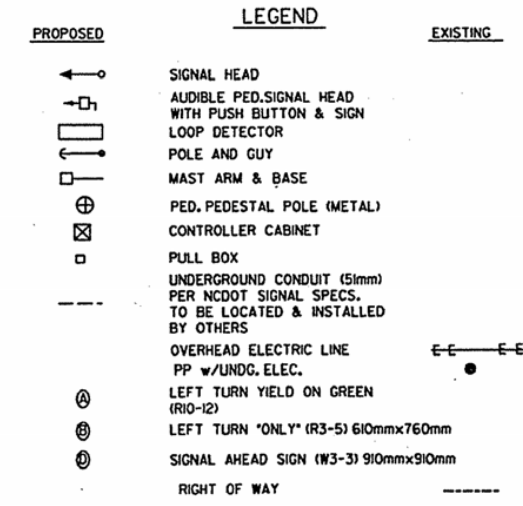 LEGEND
PROPOSED
EXISTING
SIGNAL HEAD
AUDIBLE PED.SIGNAL HEAD
WITH PUSH BUTTON & SIGN
LOOP DETECTOR
POLE AND GUY
MAST ARM & BASE
PED. PEDESTAL POLE (METAL)
CONTROLLER CABINET
PULL BOX
UNDERGROUND CONDUIT (51mm)
PER NCDOT SIGNAL SPECS.
TO BE LOCATED & INSTALLED
BY OTHERS
OVERHEAD ELECTRIC LINE E E E E
PP w/UNDG. ELEC.
A LEFT TURN YIELD ON GREEN
(R10-12)
B LEFT TURN "ONLY" (R3-5) 610mmx760mm
D SIGNAL AHEAD SIGN (W3-3) 910mmx910mm
RIGHT OF WAY